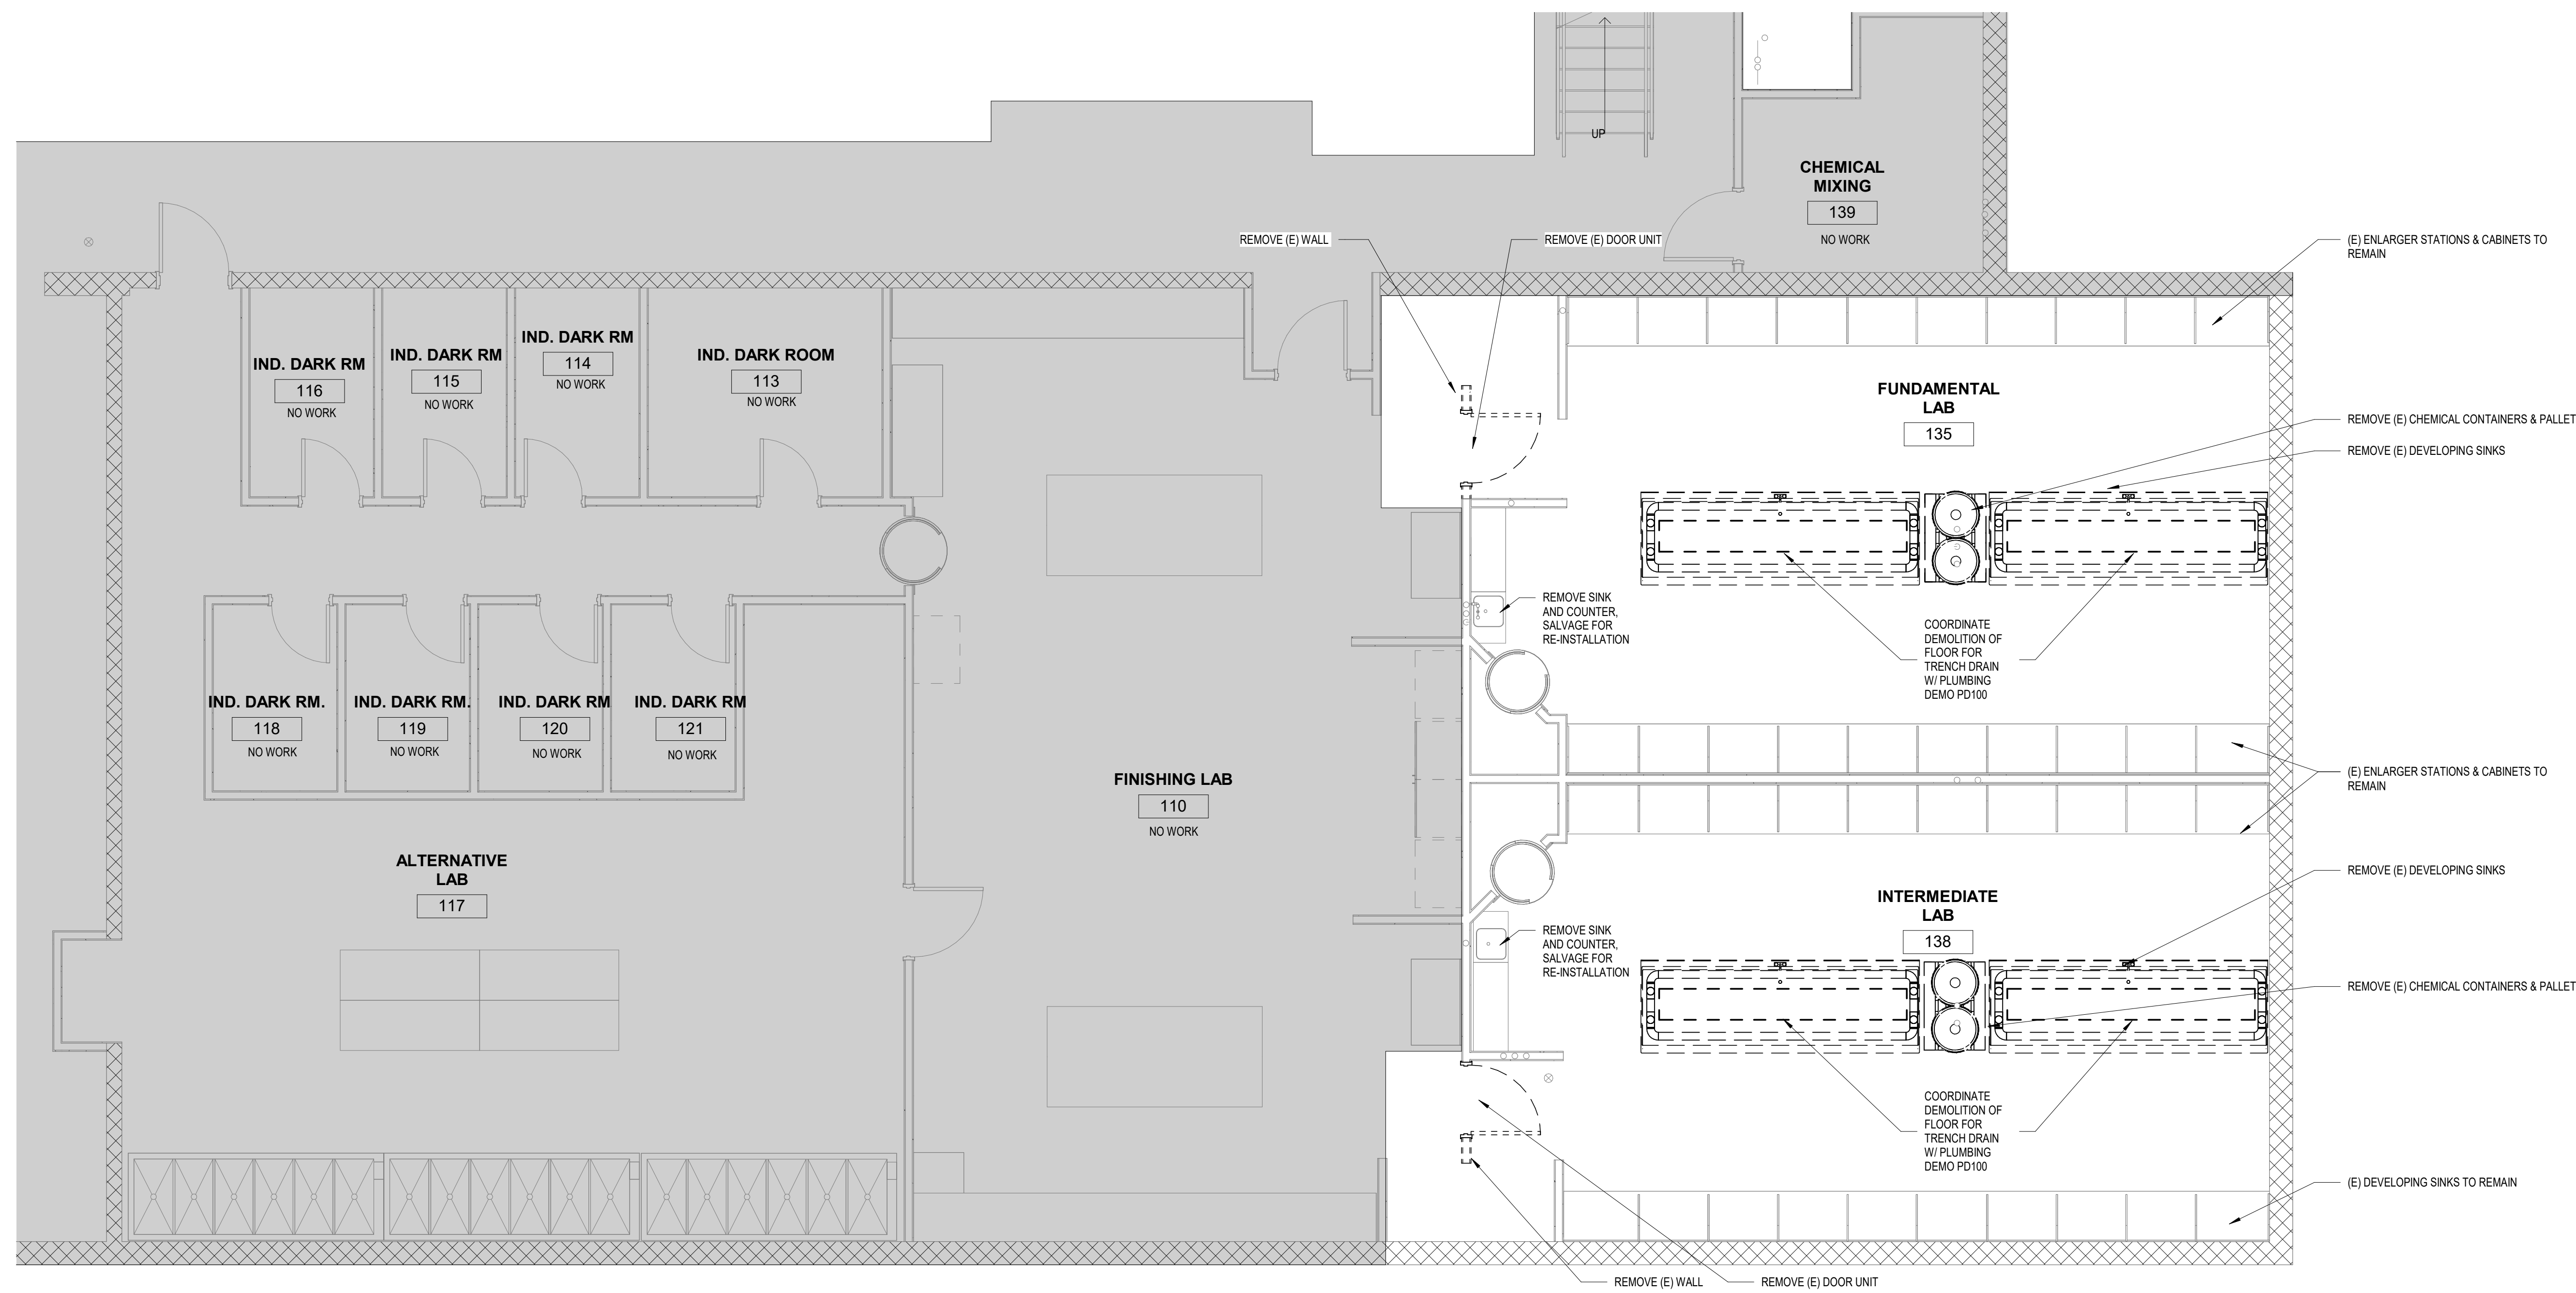 UP
CHEMICAL
MIXING
139
NO WORK
REMOVE (E) WALL
REMOVE (E) DOOR UNIT
(E) ENLARGER STATIONS & CABINETS TO
REMAIN
IND. DARK RM
116
NO WORK
IND. DARK RM
115
NO WORK
IND. DARK RM
114
NO WORK
IND. DARK ROOM
113
NO WORK
FUNDAMENTAL
LAB
135
REMOVE (E) CHEMICAL CONTAINERS & PALLET
REMOVE (E) DEVELOPING SINKS
REMOVE SINK
AND COUNTER,
SALVAGE FOR
RE-INSTALLATION
COORDINATE
DEMOLITION OF
FLOOR FOR
TRENCH DRAIN
W/ PLUMBING
DEMO PD100
IND. DARK RM.
118
NO WORK
IND. DARK RM.
119
NO WORK
IND. DARK RM
120
NO WORK
IND. DARK RM
121
NO WORK
FINISHING LAB
110
NO WORK
(E) ENLARGER STATIONS & CABINETS TO
REMAIN
ALTERNATIVE
LAB
117
REMOVE (E) DEVELOPING SINKS
INTERMEDIATE
LAB
138
REMOVE SINK
AND COUNTER,
SALVAGE FOR
RE-INSTALLATION
REMOVE (E) CHEMICAL CONTAINERS & PALLET
COORDINATE
DEMOLITION OF
FLOOR FOR
TRENCH DRAIN
W/ PLUMBING
DEMO PD100
(E) DEVELOPING SINKS TO REMAIN
REMOVE (E) WALL
REMOVE (E) DOOR UNIT